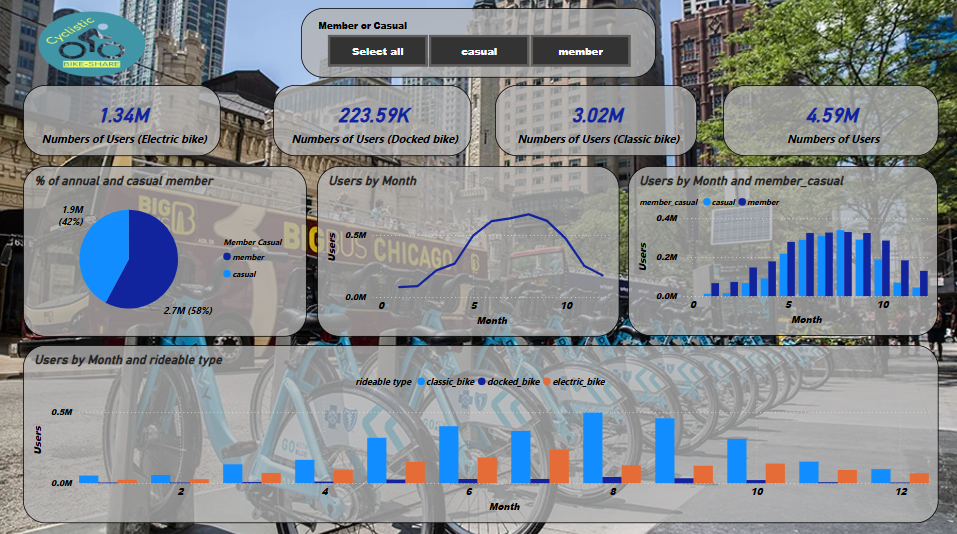 Cyclistic
BIKE-SHARE
Member or Casual
Select all
casual
member
1.34M
Numbers of Users (Electric bike)
223.59K
Numbers of Users (Docked bike)
3.02M
Numbers of Users (Classic bike)
4.59M
Numbers of Users
% of annual and casual member
1.9M
(42%)
2.7M (58%)
Member Casual
member
casual
BIG
BUS CHICAGO
Users by Month
Users
0.5M
0.0M
0 5 10
Month
Users by Month and member_casual
member_casual casual member
Users
0.4M
0.2M
0.0M
0 5 10
Month
Users by Month and rideable type
rideable type classic_bike docked_bike electric_bike
Users
0.5M
0.0M
2 4 6 8 10 12
Month